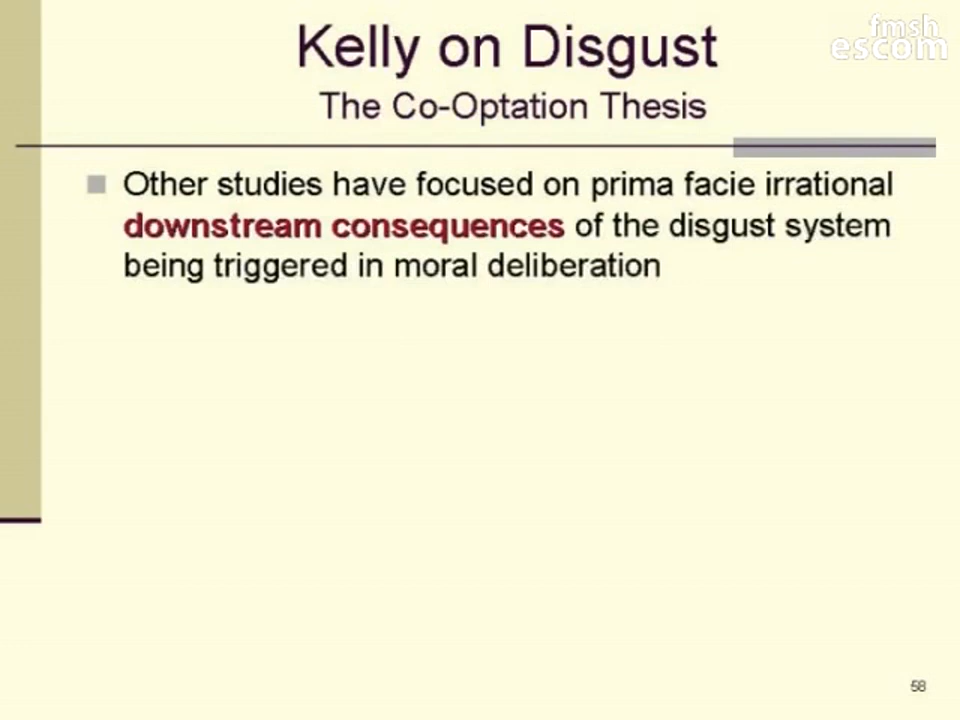 Kelly on Disgust
fmsh
escom
The Co-Optation Thesis
Other studies have focused on prima facie irrational
downstream consequences of the disgust system
being triggered in moral deliberation
58